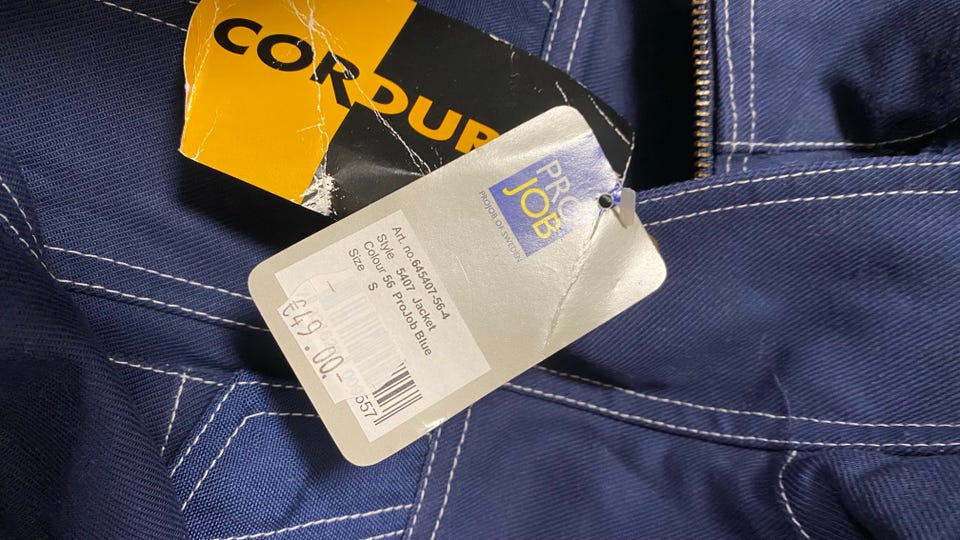 CORDUR
PRO
JOB
PROJOB OF SWEDEN
Art. no.645407-56-4
Style 5407 Jacket
Colour 56 ProJob Blue
Size S
€49.00.-